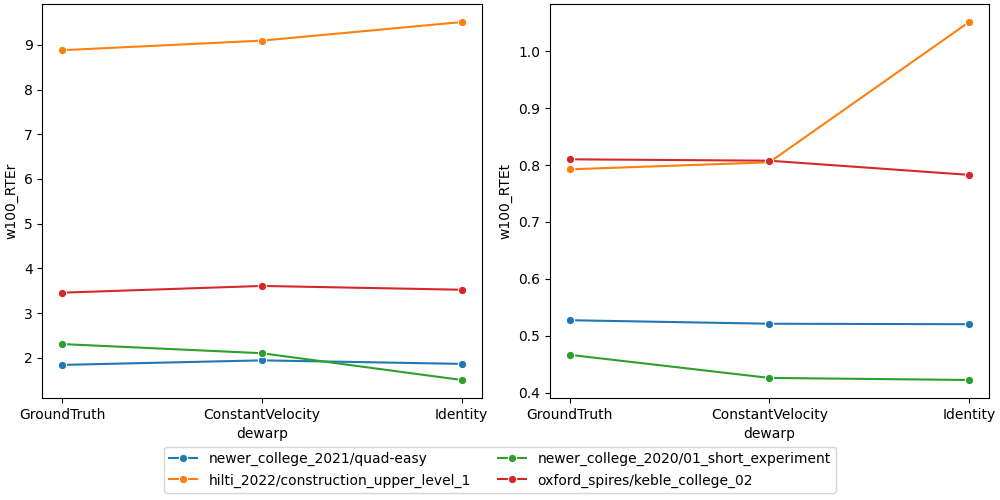 9
8
7
6
5
4
3
2
w100_RTEr
GroundTruth
ConstantVelocity
Identity
dewarp
1.0
0.9
0.8
0.7
0.6
0.5
0.4
w100_RTEt
GroundTruth
ConstantVelocity
Identity
dewarp
newer_college_2021/quad-easy
hilti_2022/construction_upper_level_1
newer_college_2020/01_short_experiment
oxford_spires/keble_college_02